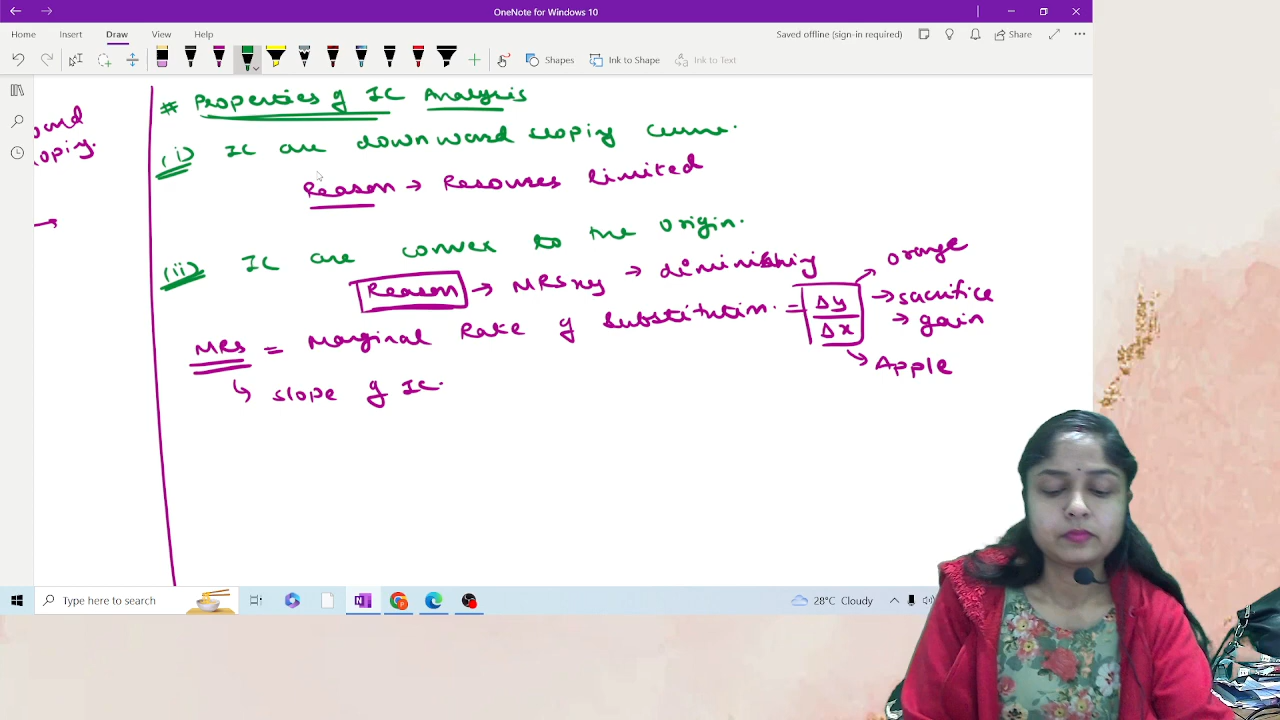 OneNote for Windows 10
Home Insert Draw View Help
Saved offline (sign-in required) Share
Shapes Ink to Shape Ink to Text
# Properties of IC Analysis
(i) IC are downward sloping curve.
Reason → Resourses limited
(ii) IC are convex to the origin.
Reason → MRSxy → diminishing
MRS = Marginal Rate of Substitution. = Δy / Δx
orange
→ sacrifice
→ gain
Apple
↳ slope of IC.
Type here to search
28°C Cloudy